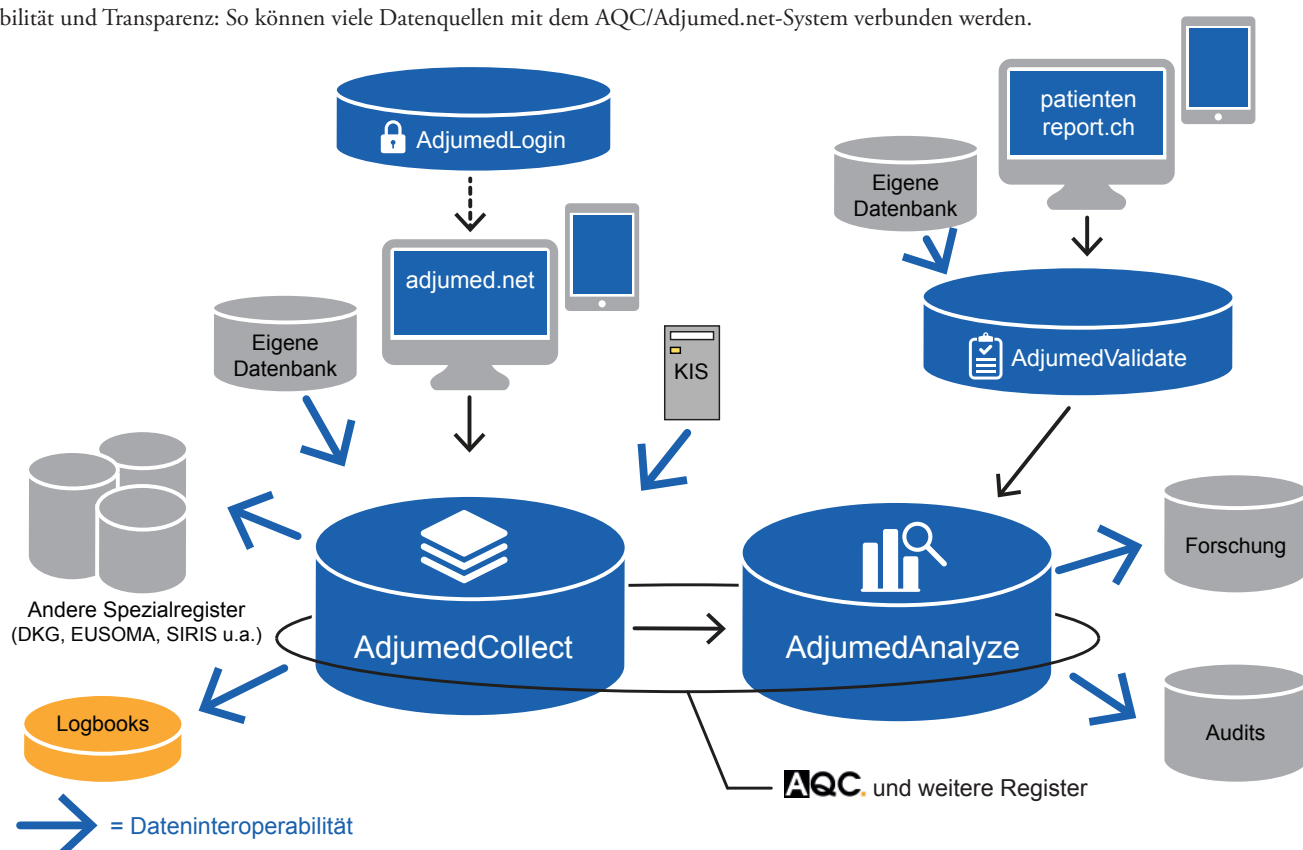 bilität und Transparenz: So können viele Datenquellen mit dem AQC/Adjumed.net-System verbunden werden.
AdjumedLogin
patienten
report.ch
Eigene
Datenbank
adjumed.net
Eigene
Datenbank
KIS
AdjumedValidate
Forschung
Andere Spezialregister
(DKG, EUSOMA, SIRIS u.a.)
AdjumedCollect
AdjumedAnalyze
Logbooks
Audits
AQC. und weitere Register
= Dateninteroperabilität